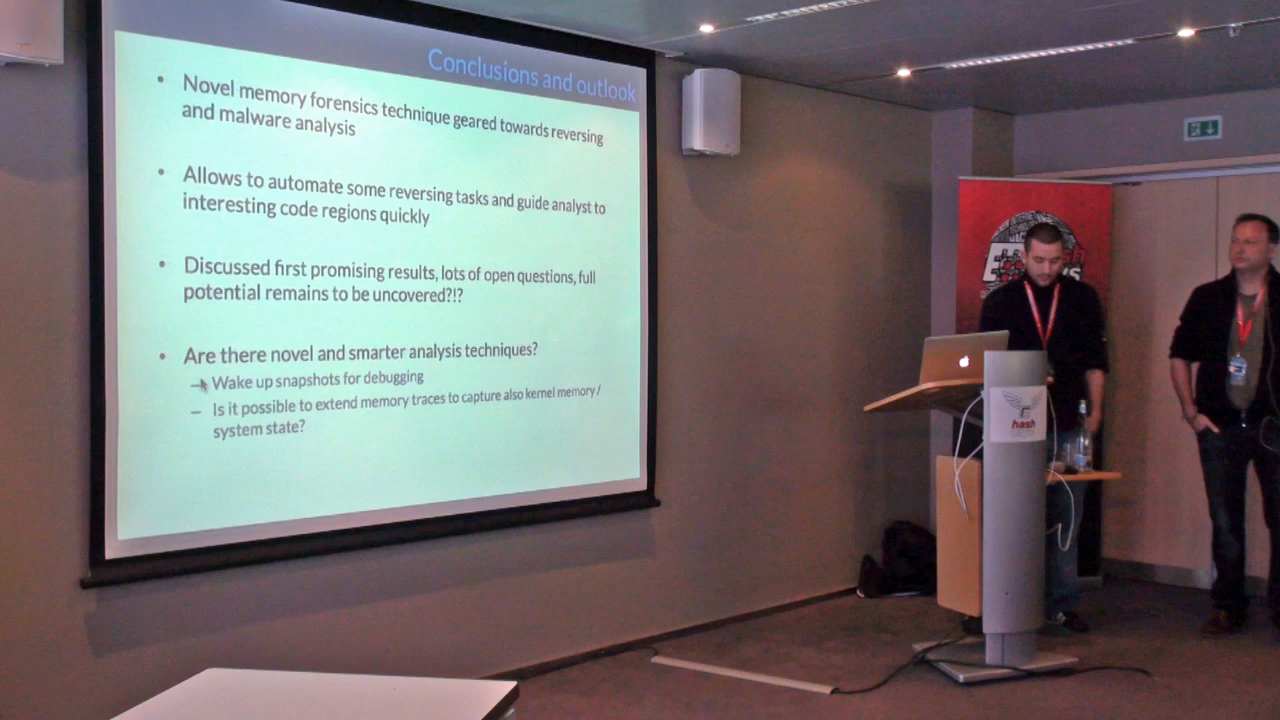 Conclusions and outlook
• Novel memory forensics technique geared towards reversing
and malware analysis
• Allows to automate some reversing tasks and guide analyst to
interesting code regions quickly
• Discussed first promising results, lots of open questions, full
potential remains to be uncovered?!?
• Are there novel and smarter analysis techniques?
– Wake up snapshots for debugging
– Is it possible to extend memory traces to capture also kernel memory /
system state?
hash